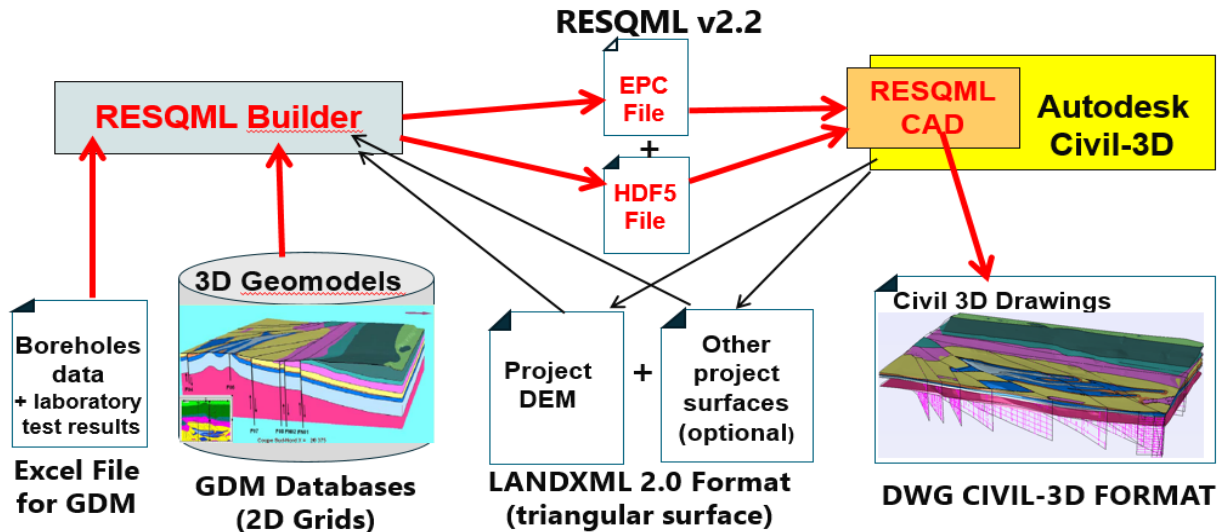 RESQML v2.2
RESQML Builder
EPC
File
+
HDF5
File
RESQML
CAD
Autodesk
Civil-3D
Boreholes
data
+ laboratory
test results
Excel File
for GDM
3D Geomodels
GDM Databases
(2D Grids)
Project
DEM
+
Other
project
surfaces
(optional)
LANDXML 2.0 Format
(triangular surface)
Civil 3D Drawings
DWG CIVIL-3D FORMAT